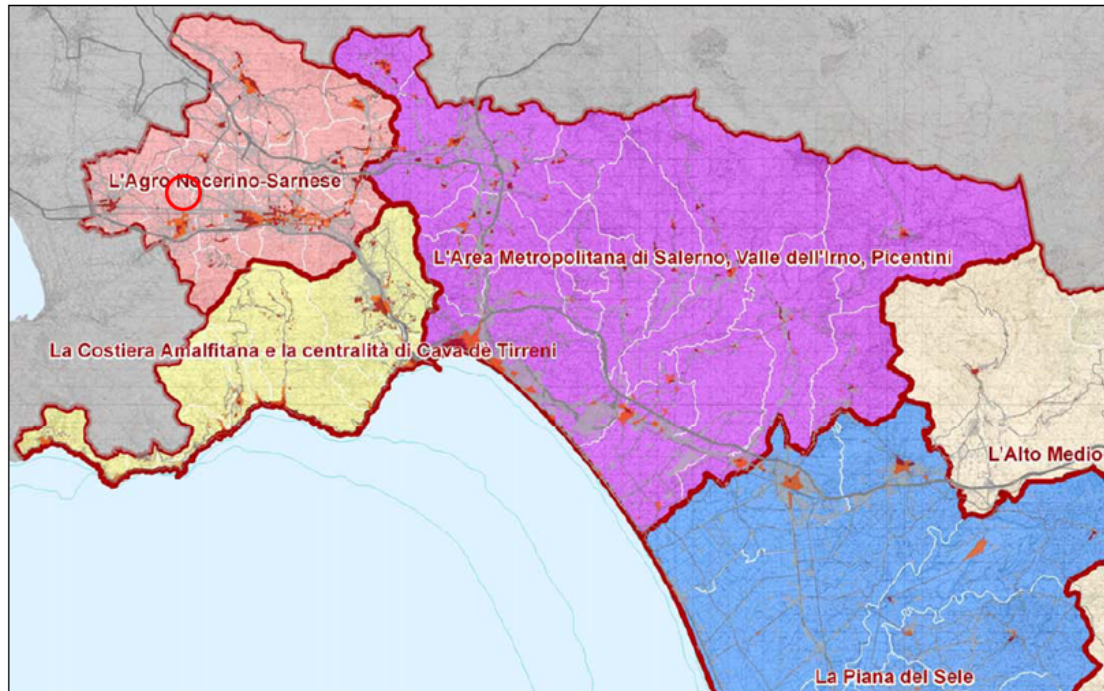 L'Agro Nocerino-Sarnese
L'Area Metropolitana di Salerno, Valle dell'Irno, Picentini
La Costiera Amalfitana e la centralità di Cava dè Tirreni
L'Alto Medio
La Piana del Sele